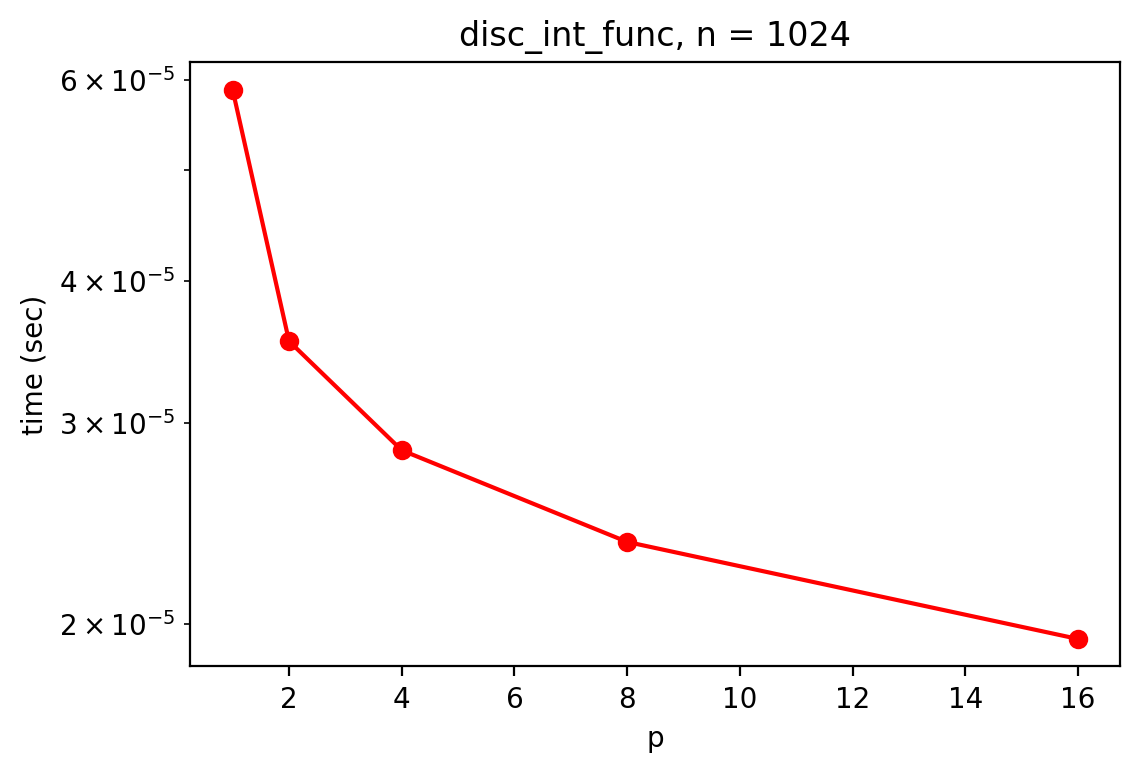 disc_int_func, n = 1024
6 × 10⁻⁵
4 × 10⁻⁵
3 × 10⁻⁵
2 × 10⁻⁵
time (sec)
2 4 6 8 10 12 14 16
p